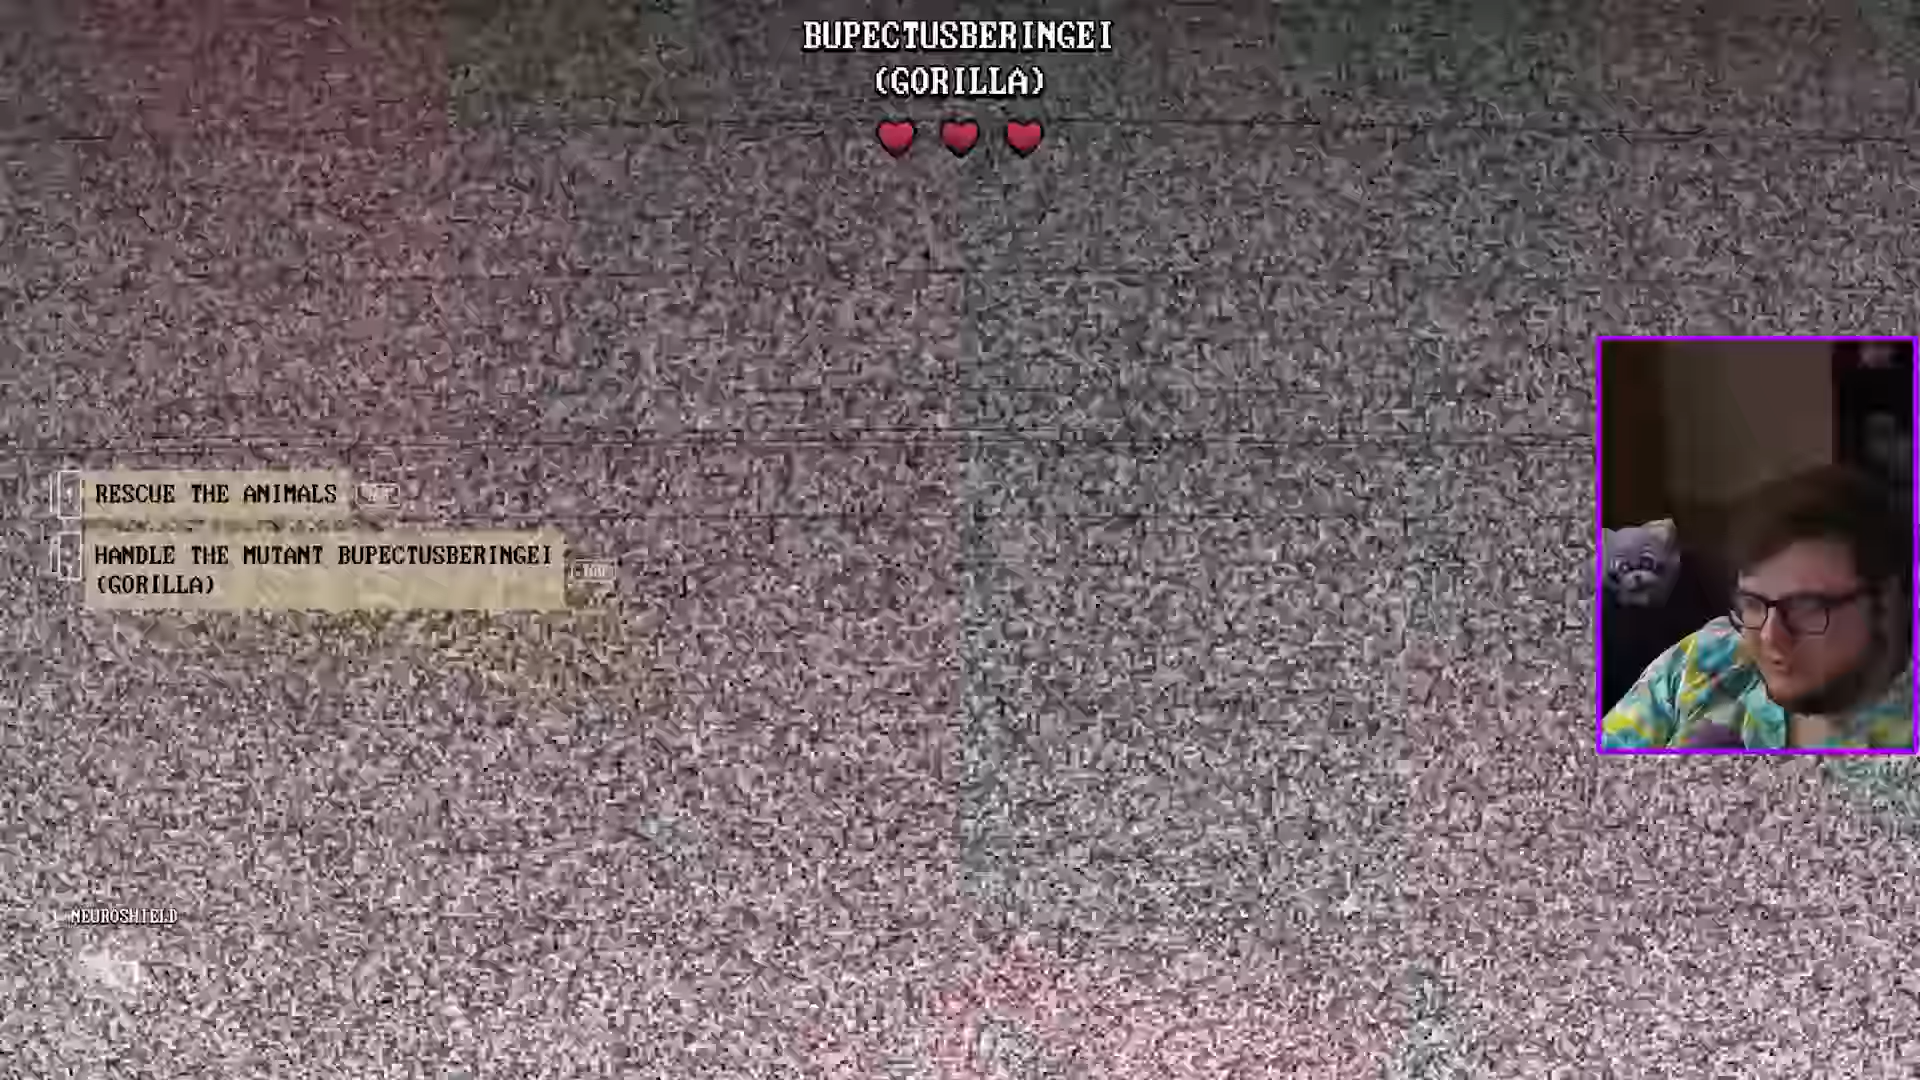 BUPECTUSBERINGEI
(GORILLA)
RESCUE THE ANIMALS
HANDLE THE MUTANT BUPECTUSBERINGEI
(GORILLA)
NEUROSHIELD